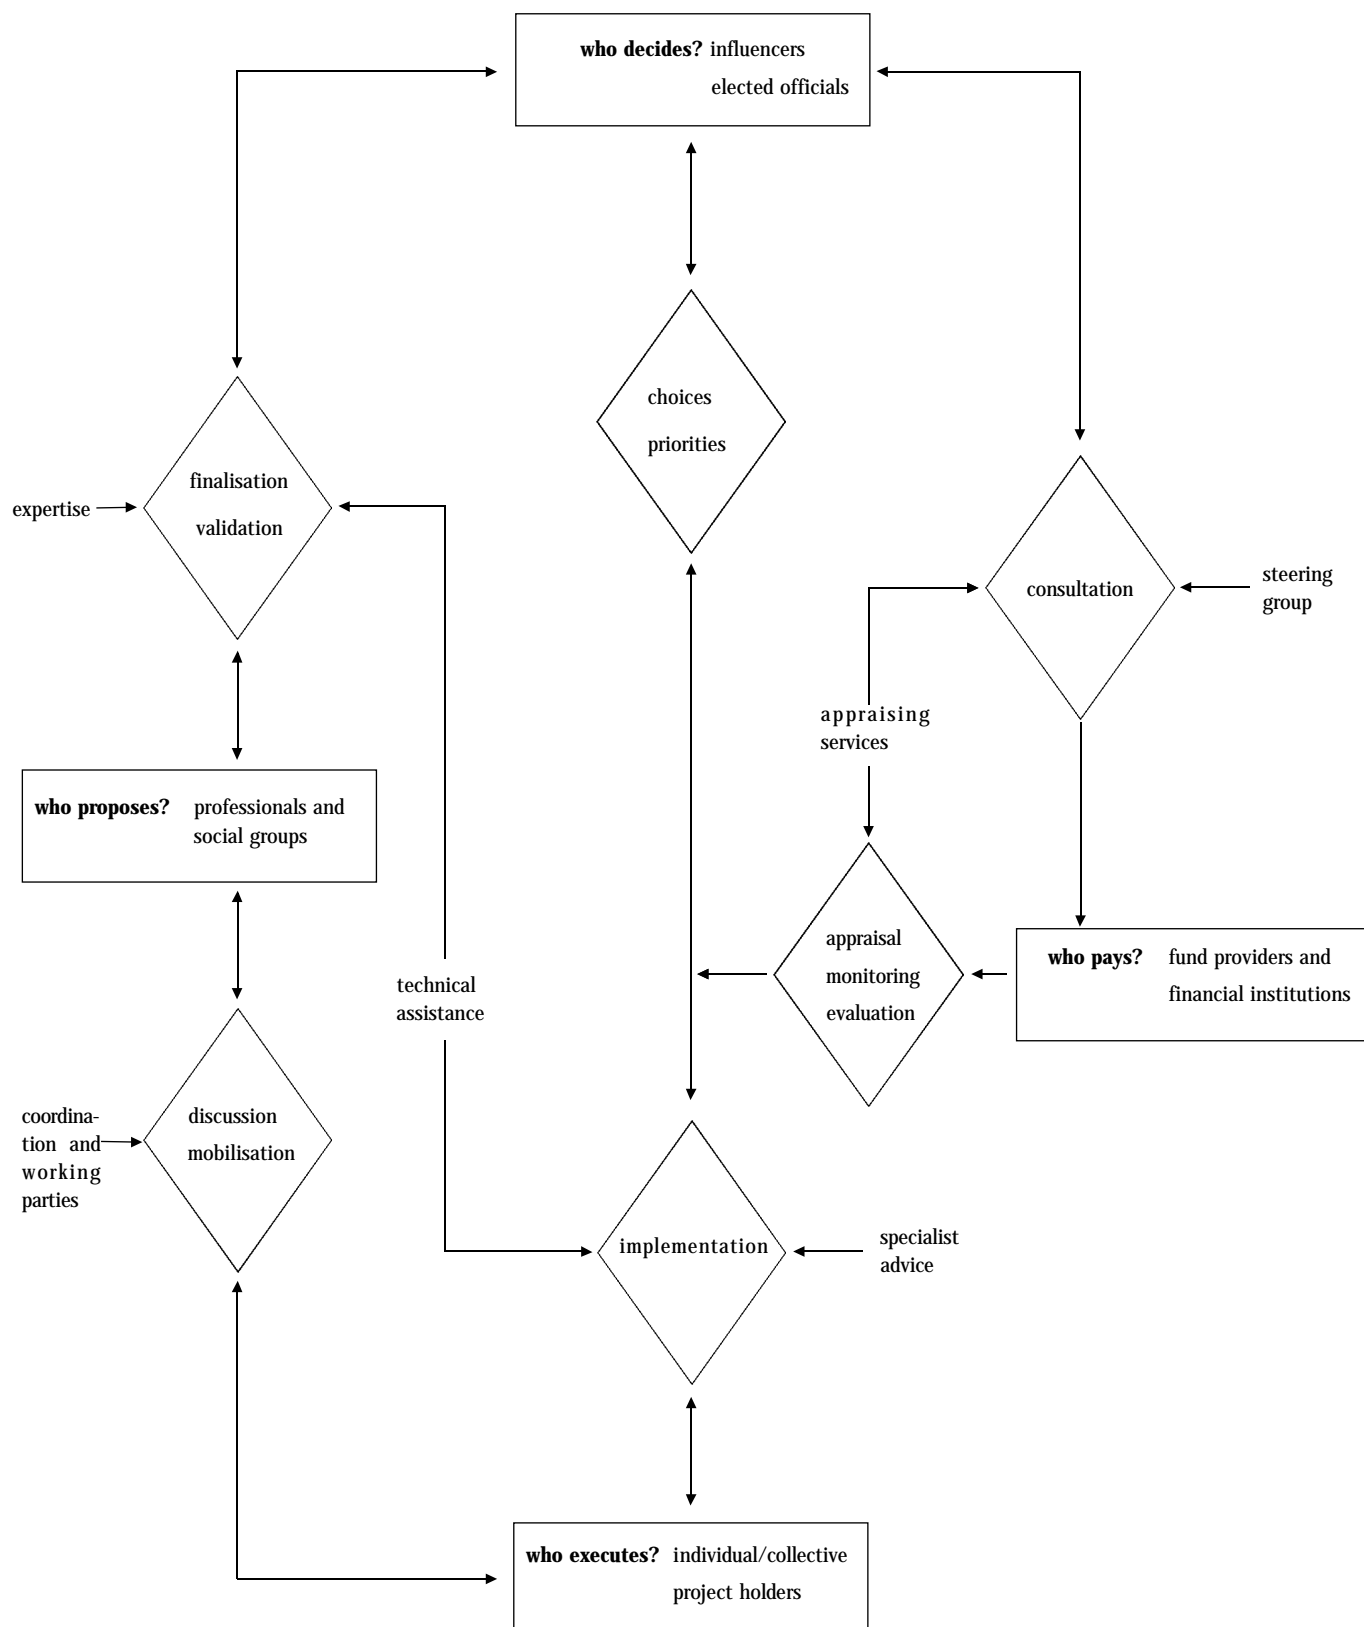 who decides? influencers
elected officials
choices
priorities
finalisation
validation
expertise
consultation
steering
group
appraising
services
who proposes? professionals and
social groups
appraisal
monitoring
evaluation
who pays? fund providers and
financial institutions
technical
assistance
coordina-
tion and
working
parties
discussion
mobilisation
implementation
specialist
advice
who executes? individual/collective
project holders